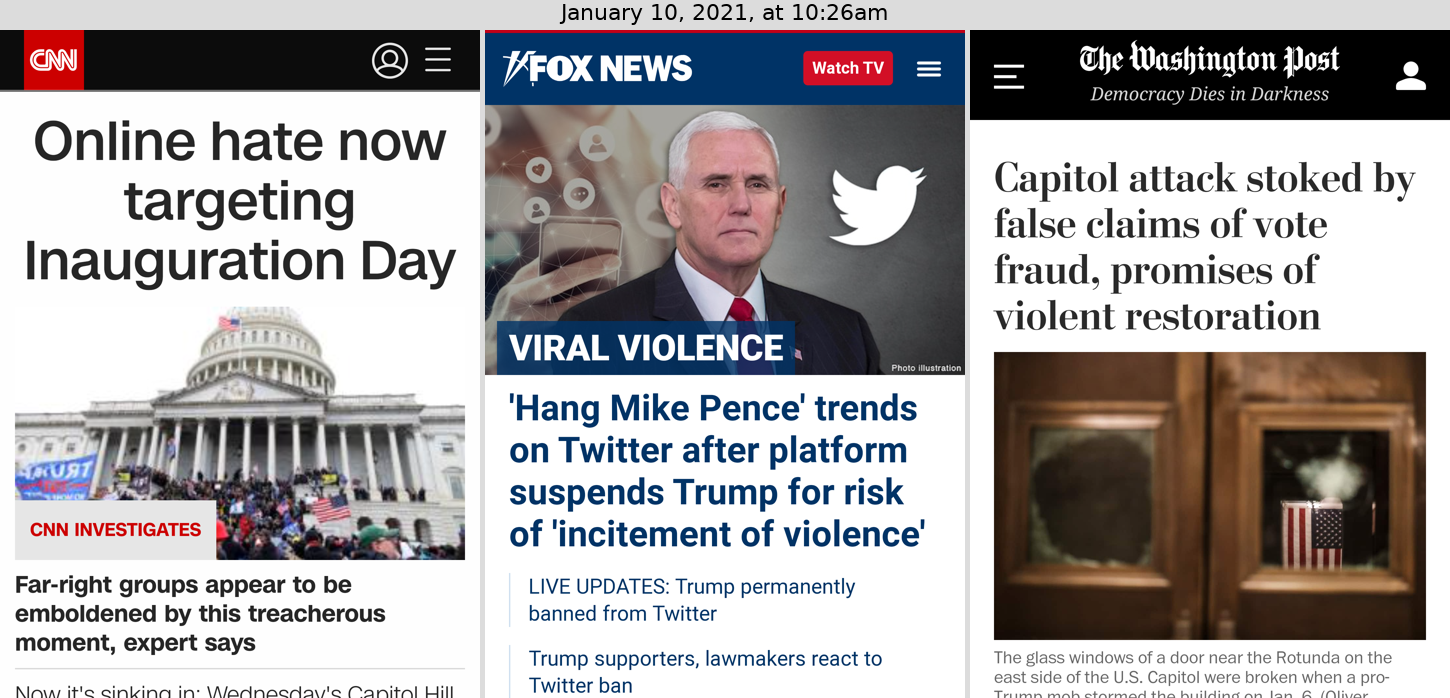 January 10, 2021, at 10:26am
CNN
Online hate now
targeting
Inauguration Day
CNN INVESTIGATES
Far-right groups appear to be
emboldened by this treacherous
moment, expert says
Now it's sinking in: Wednesday's Capitol Hill
FOX NEWS
Watch TV
VIRAL VIOLENCE
Photo illustration
'Hang Mike Pence' trends
on Twitter after platform
suspends Trump for risk
of 'incitement of violence'
LIVE UPDATES: Trump permanently
banned from Twitter
Trump supporters, lawmakers react to
Twitter ban
The Washington Post
Democracy Dies in Darkness
Capitol attack stoked by
false claims of vote
fraud, promises of
violent restoration
The glass windows of a door near the Rotunda on the
east side of the U.S. Capitol were broken when a pro-
Trump mob stormed the building on Jan. 6. (Oliver